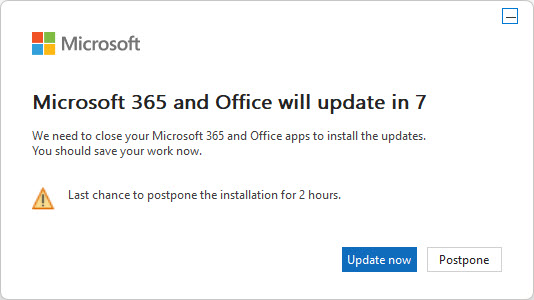 Microsoft
Microsoft 365 and Office will update in 7
We need to close your Microsoft 365 and Office apps to install the updates.
You should save your work now.
Last chance to postpone the installation for 2 hours.
Update now
Postpone